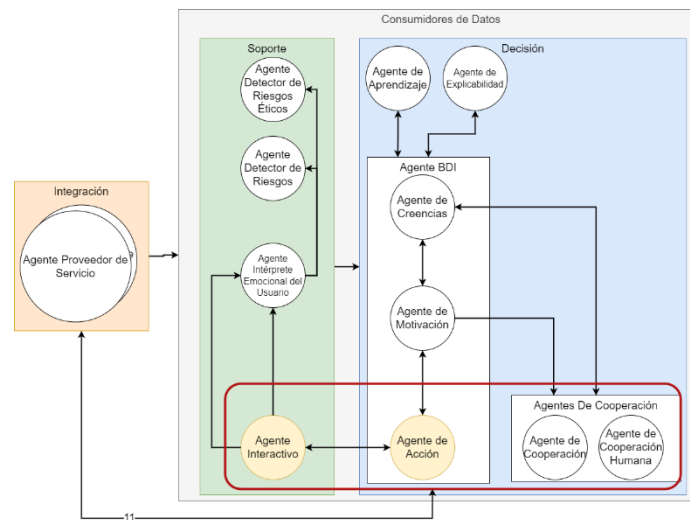 Consumidores de Datos
Soporte
Decisión
Agente
Detector de
Riesgos
Éticos
Agente de
Aprendizaje
Agente de
Explicabilidad
Agente
Detector de
Riesgos
Agente BDI
Agente de
Creencias
Integración
Agente Proveedor de
Servicio
Agente
Intérprete
Emocional del
Usuario
Agente de
Motivación
Agentes De Cooperación
Agente
Interactivo
Agente de
Acción
Agente de
Cooperación
Agente de
Cooperación
Humana
11